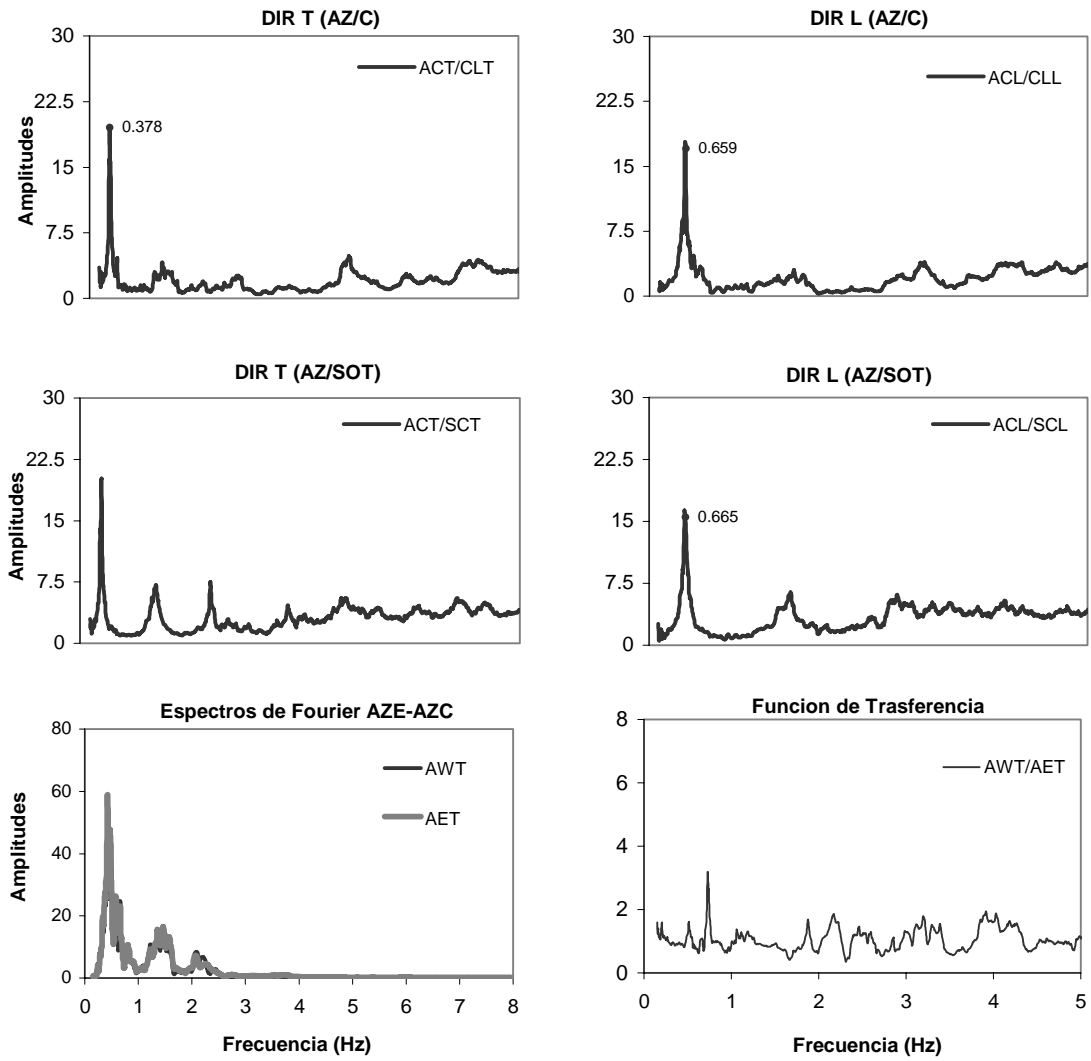 DIR T (AZ/C)
30
22.5
15
7.5
0
Amplitudes
ACT/CLT
0.378
DIR L (AZ/C)
30
22.5
15
7.5
0
ACL/CLL
0.659
DIR T (AZ/SOT)
30
22.5
15
7.5
0
Amplitudes
ACT/SCT
DIR L (AZ/SOT)
30
22.5
15
7.5
0
ACL/SCL
0.665
Espectros de Fourier AZE-AZC
80
60
40
20
0
Amplitudes
AWT
AET
0 1 2 3 4 5 6 7 8
Frecuencia (Hz)
Funcion de Trasferencia
8
6
4
2
0
AWT/AET
0 1 2 3 4 5
Frecuencia (Hz)